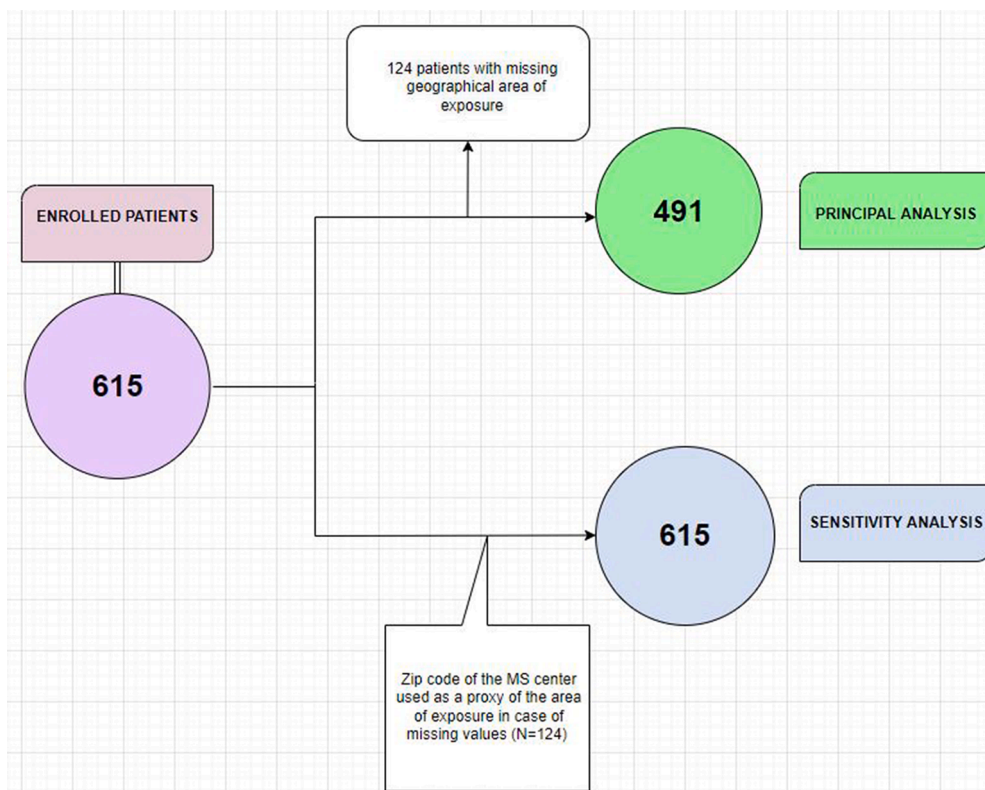 124 patients with missing
geographical area of
exposure
ENROLLED PATIENTS
491
PRINCIPAL ANALYSIS
615
615
SENSITIVITY ANALYSIS
Zip code of the MS center
used as a proxy of the area
of exposure in case of
missing values (N=124)